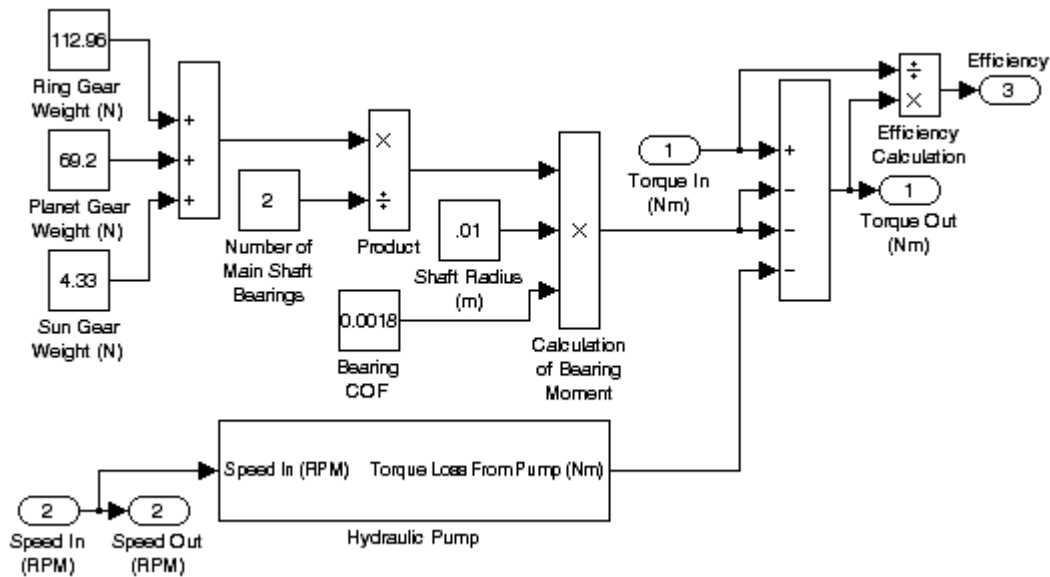 112.96
Ring Gear
Weight (N)
69.2
Planet Gear
Weight (N)
4.33
Sun Gear
Weight (N)
+
+
+
2
Number of
Main Shaft
Bearings
×
÷
Product
.01
Shaft Radius
(m)
0.0018
Bearing
COF
×
Calculation
of Bearing
Moment
1
Torque In
(Nm)
+
−
−
−
÷
×
Efficiency
Calculation
Efficiency
3
1
Torque Out
(Nm)
2
Speed In
(RPM)
2
Speed Out
(RPM)
Speed In (RPM)
Torque Loss From Pump (Nm)
Hydraulic Pump